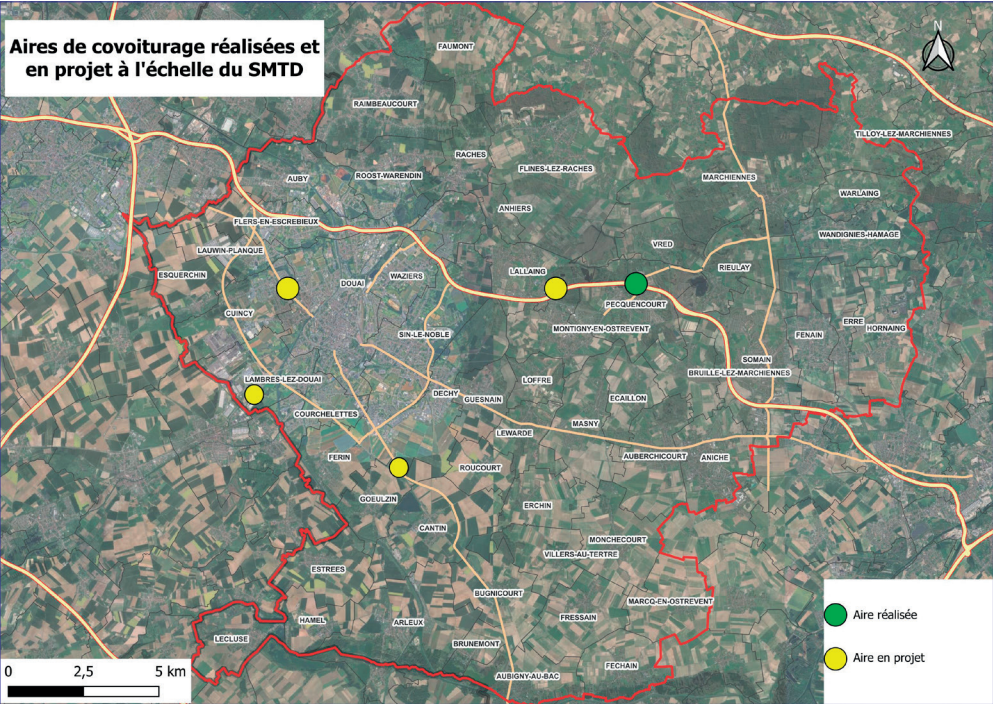 Aires de covoiturage réalisées et
en projet à l'échelle du SMTD
N
FAUMONT
RAIMBEAUCOURT
TILLOY-LEZ-MARCHIENNES
RACHES
FLINES-LEZ-RACHES
AUBY
ROOST-WARENDIN
MARCHIENNES
WARLAING
ANHIERS
FLERS-EN-ESCREBIEUX
WANDIGNIES-HAMAGE
LAUWIN-PLANQUE
VRED
ESQUERCHIN
WAZIERS
LALLAING
RIEULAY
DOUAI
PECQUENCOURT
CUINCY
MONTIGNY-EN-OSTREVENT
SIN-LE-NOBLE
FENAIN
ERRE
HORNAING
SOMAIN
BRUILLE-LEZ-MARCHIENNES
LAMBRES-LEZ-DOUAI
LOFFRE
DECHY
GUESNAIN
ECAILLON
COURCHELETTES
MASNY
LEWARDE
FERIN
ROUCOURT
AUBERCHICOURT
ANICHE
GOEULZIN
ERCHIN
CANTIN
MONCHECOURT
VILLERS-AU-TERTRE
ESTREES
BUGNICOURT
MARCQ-EN-OSTREVENT
HAMEL
ARLEUX
FRESSAIN
LECLUSE
BRUNEMONT
FECHAIN
AUBIGNY-AU-BAC
Aire réalisée
Aire en projet
0 2,5 5 km